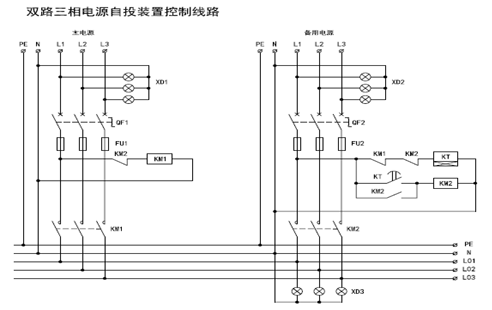 双路三相电源自投装置控制线路
主电源
备用电源
PE N L1 L2 L3
PE N L1 L2 L3
XD1
XD2
QF1
QF2
FU1
FU2
KM2
KM1
KM1
KM2
KT
KT
KM2
KM2
KM1
KM2
PE
N
LO1
LO2
LO3
XD3